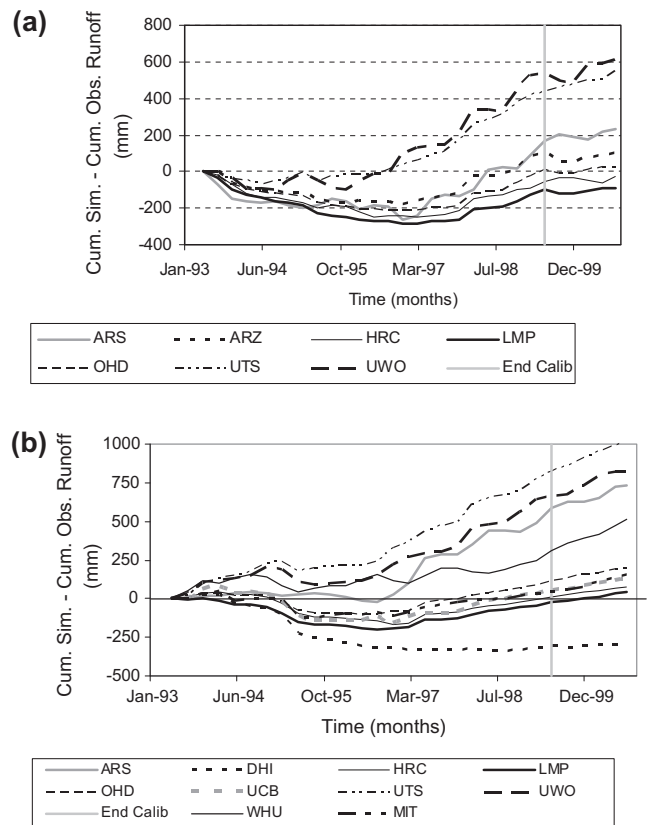 (a)
Cum. Sim. - Cum. Obs. Runoff
(mm)
800
600
400
200
0
-200
-400
Jan-93 Jun-94 Oct-95 Mar-97 Jul-98 Dec-99
Time (months)
ARS ARZ HRC LMP
OHD UTS UWO End Calib
(b)
Cum. Sim. - Cum. Obs. Runoff
(mm)
1000
750
500
250
0
-250
-500
Jan-93 Jun-94 Oct-95 Mar-97 Jul-98 Dec-99
Time (months)
ARS DHI HRC LMP
OHD UCB UTS UWO
End Calib WHU MIT